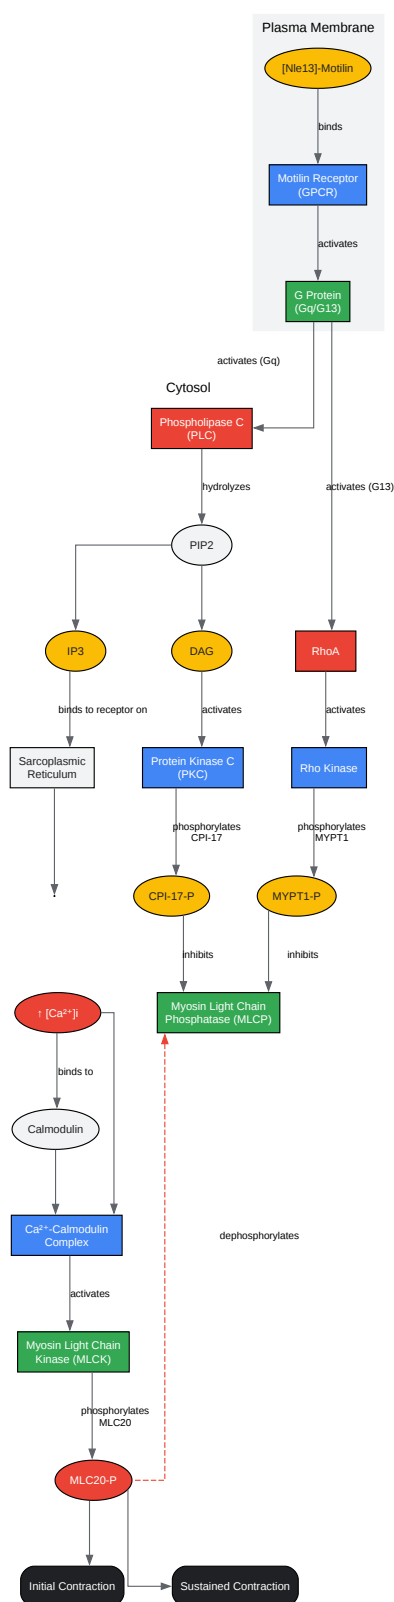 Plasma Membrane
[Nle13]-Motilin
binds
Motilin Receptor
(GPCR)
activates
G Protein
(Gq/G13)
activates (Gq)
Cytosol
Phospholipase C
(PLC)
hydrolyzes
activates (G13)
PIP2
IP3
DAG
RhoA
binds to receptor on
activates
activates
Sarcoplasmic
Reticulum
Protein Kinase C
(PKC)
Rho Kinase
phosphorylates
CPI-17
phosphorylates
MYPT1
CPI-17-P
MYPT1-P
inhibits
inhibits
↑ [Ca²⁺]i
Myosin Light Chain
Phosphatase (MLCP)
binds to
Calmodulin
Ca²⁺-Calmodulin
Complex
dephosphorylates
activates
Myosin Light Chain
Kinase (MLCK)
phosphorylates
MLC20
MLC20-P
Initial Contraction
Sustained Contraction